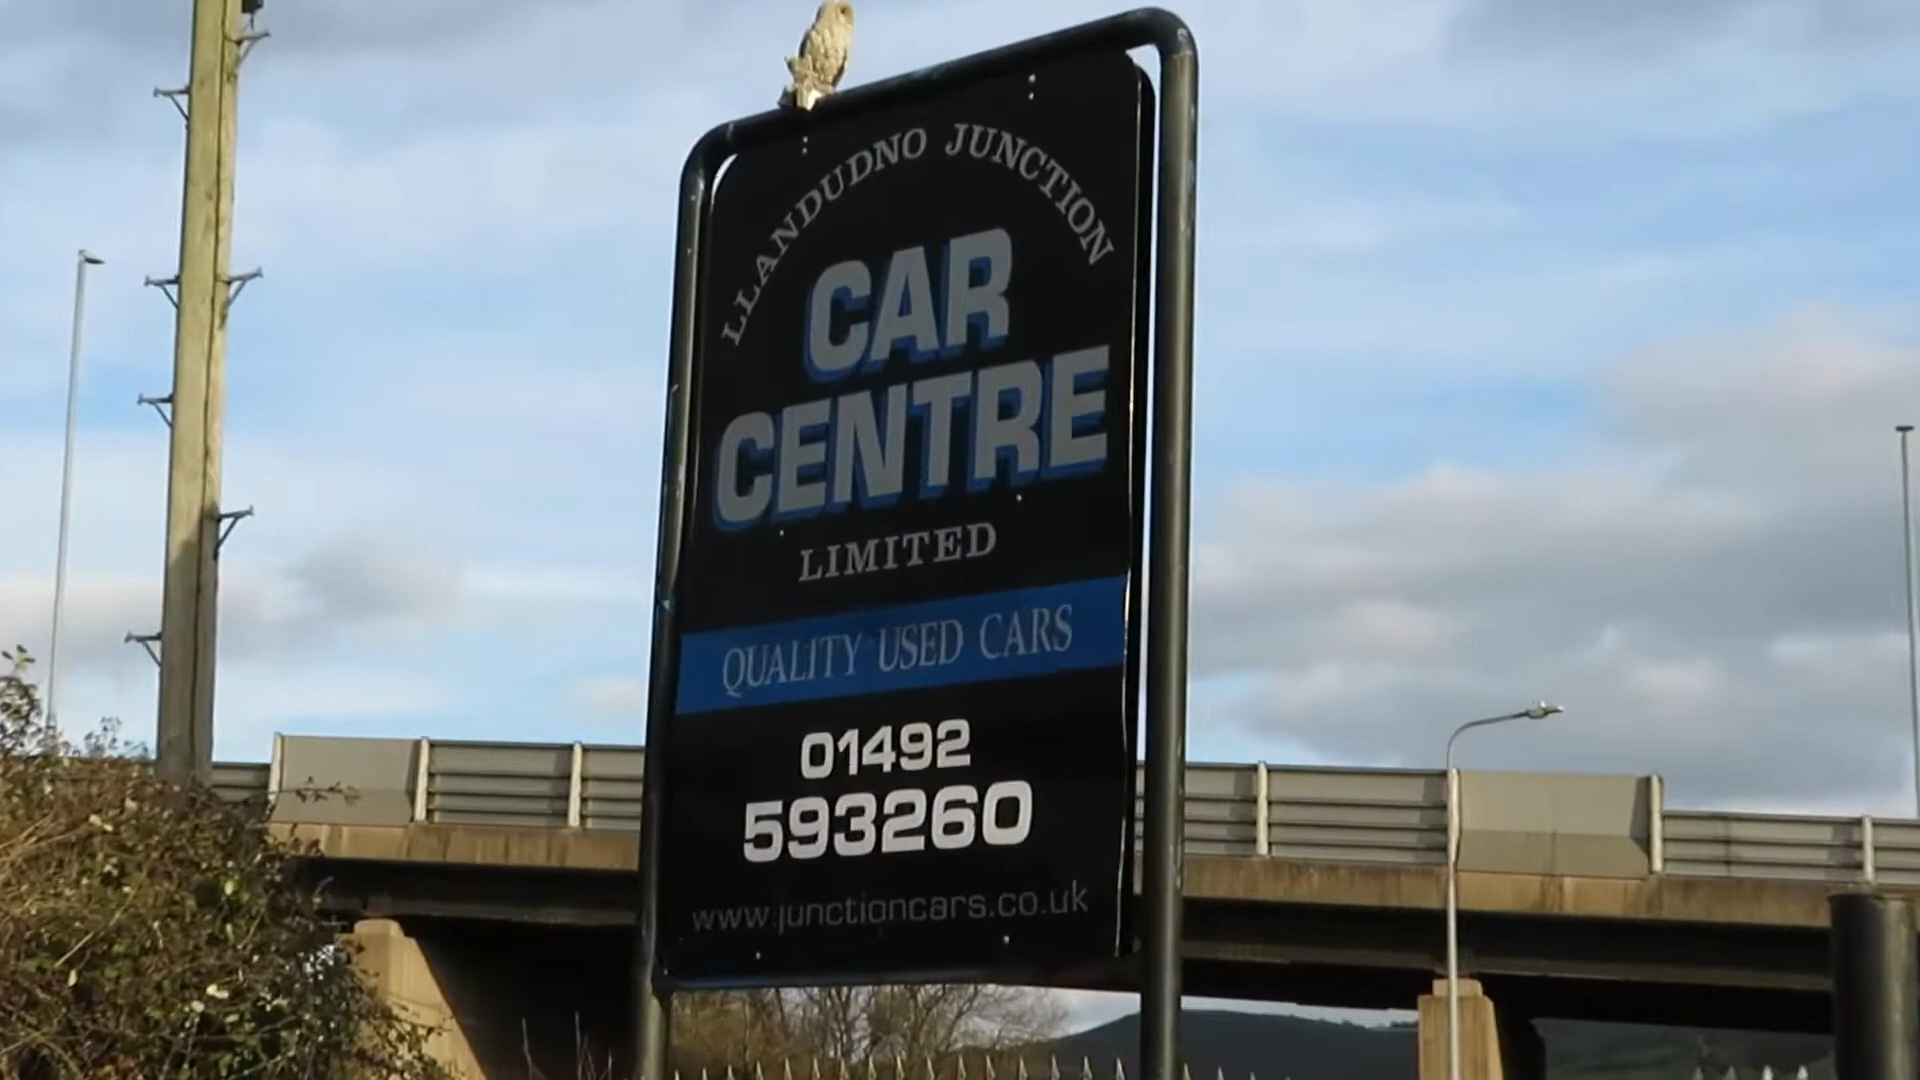 LLANDUDNO JUNCTION
CAR
CENTRE
LIMITED
QUALITY USED CARS
01492
593260
www.junctioncars.co.uk